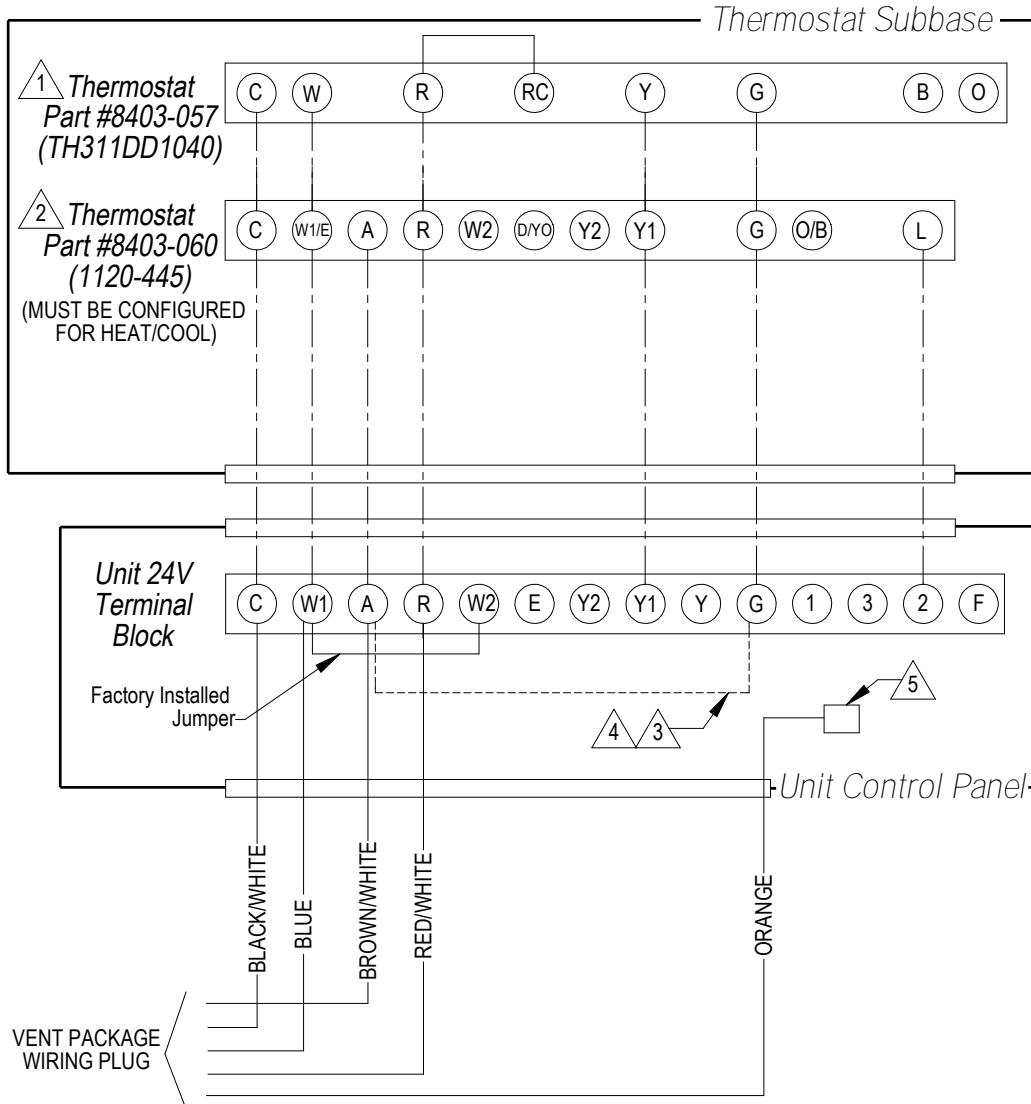 Thermostat Subbase
1 Thermostat
Part #8403-057
(TH311DD1040)
C W R RC Y G B O
2 Thermostat
Part #8403-060
(1120-445)
(MUST BE CONFIGURED
FOR HEAT/COOL)
C W1/E A R W2 D/YO Y2 Y1 G O/B L
Unit 24V
Terminal
Block
C W1 A R W2 E Y2 Y1 Y G 1 3 2 F
Factory Installed
Jumper
4 3
5
Unit Control Panel
BLACK/WHITE
BLUE
BROWN/WHITE
RED/WHITE
ORANGE
VENT PACKAGE
WIRING PLUG